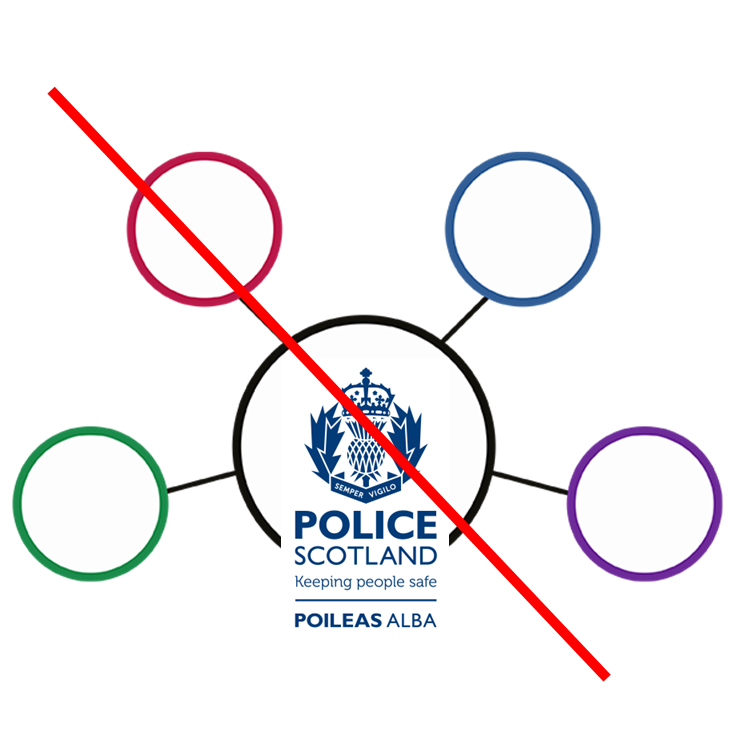 SEMPER VIGILO
POLICE
SCOTLAND
Keeping people safe
POILEAS ALBA